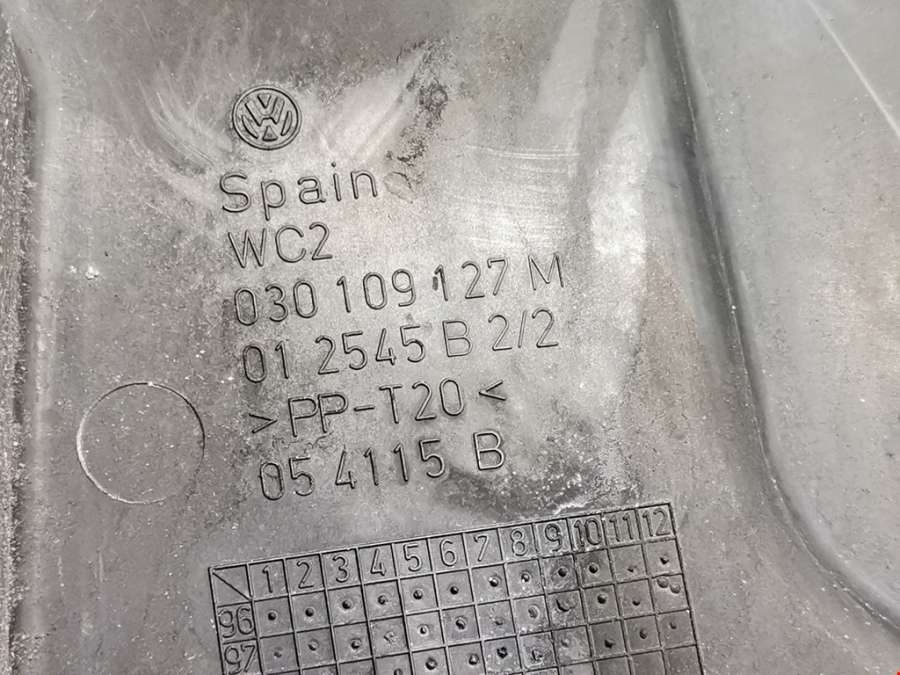 VW
Spain
WC2
030 109 127 M
01 2545 B 2/2
>PP-T20<
05 4115 B
1 2 3 4 5 6 7 8 9 10 11 12
96
97